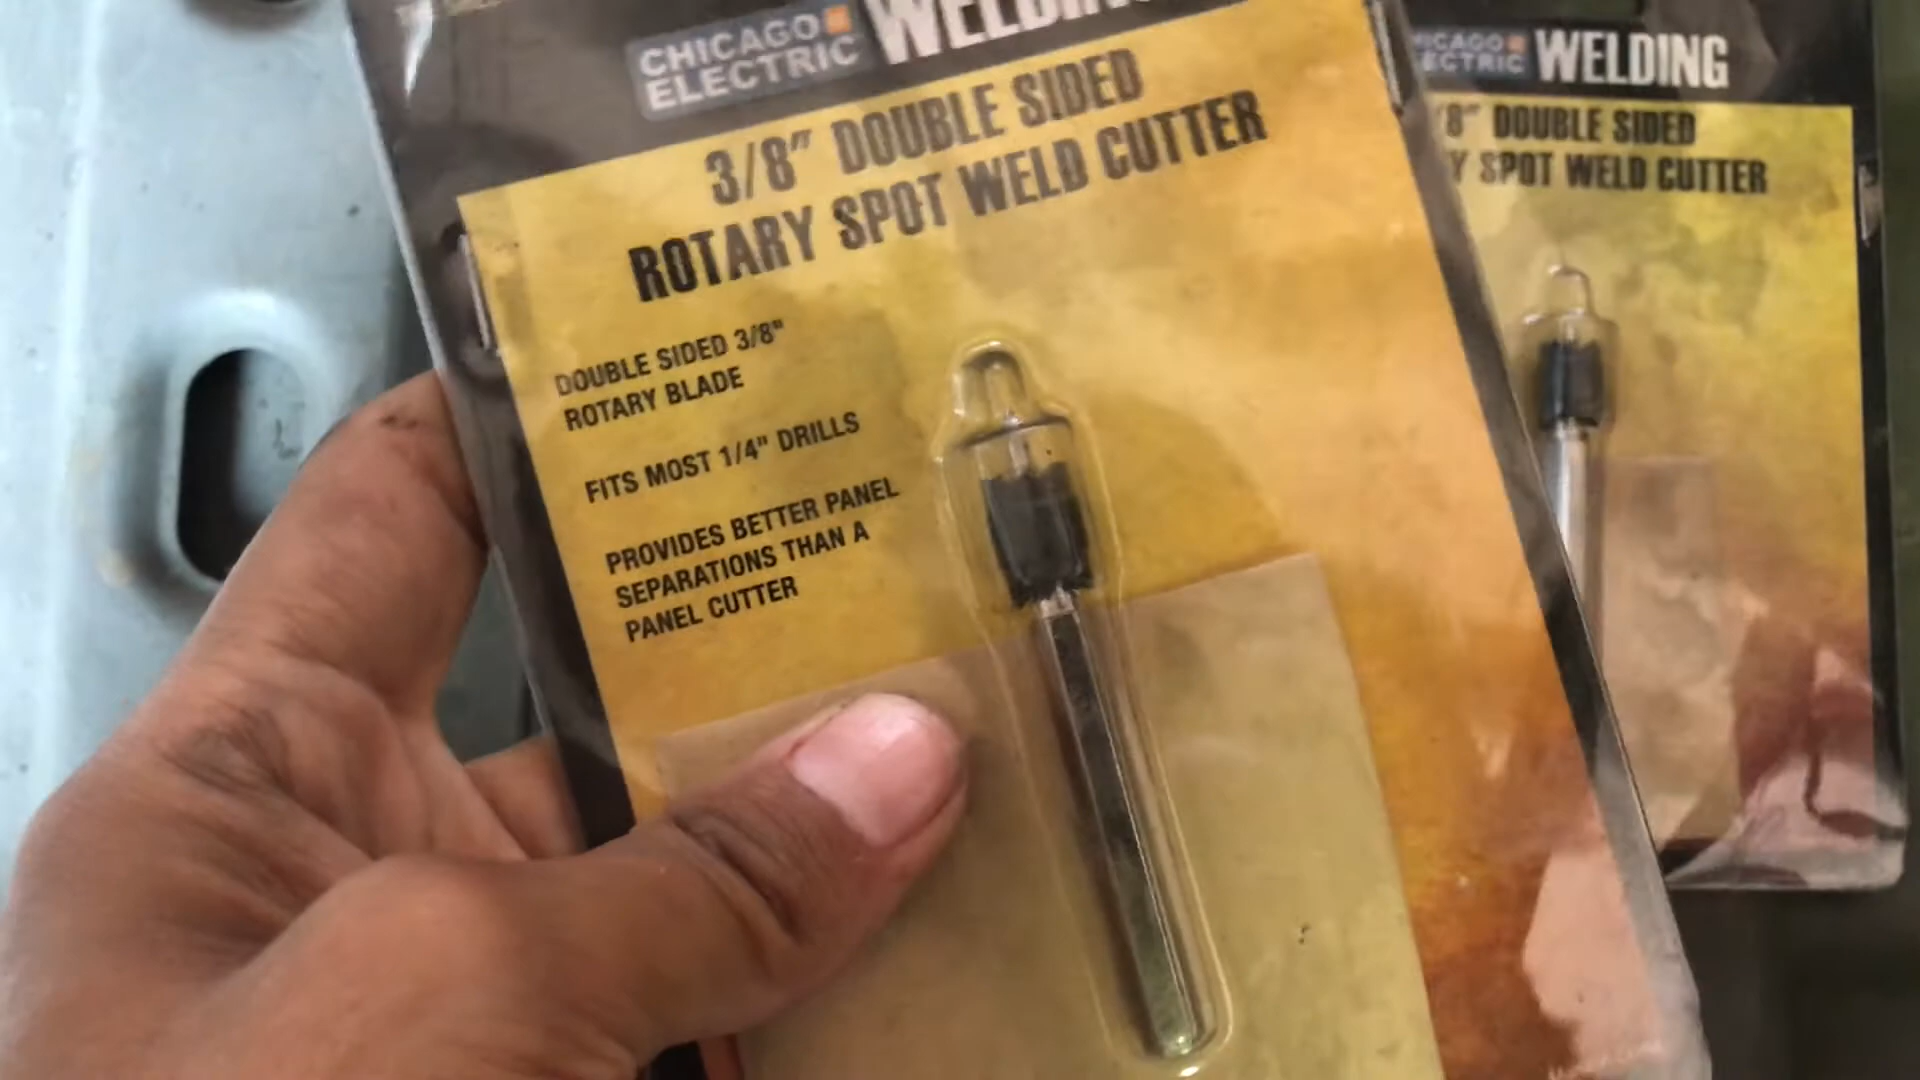 CHICAGO
ELECTRIC
WELDING
3/8" DOUBLE SIDED
ROTARY SPOT WELD CUTTER
DOUBLE SIDED 3/8"
ROTARY BLADE
FITS MOST 1/4" DRILLS
PROVIDES BETTER PANEL
SEPARATIONS THAN A
PANEL CUTTER
WELDING
DOUBLE SIDED
SPOT WELD CUTTER